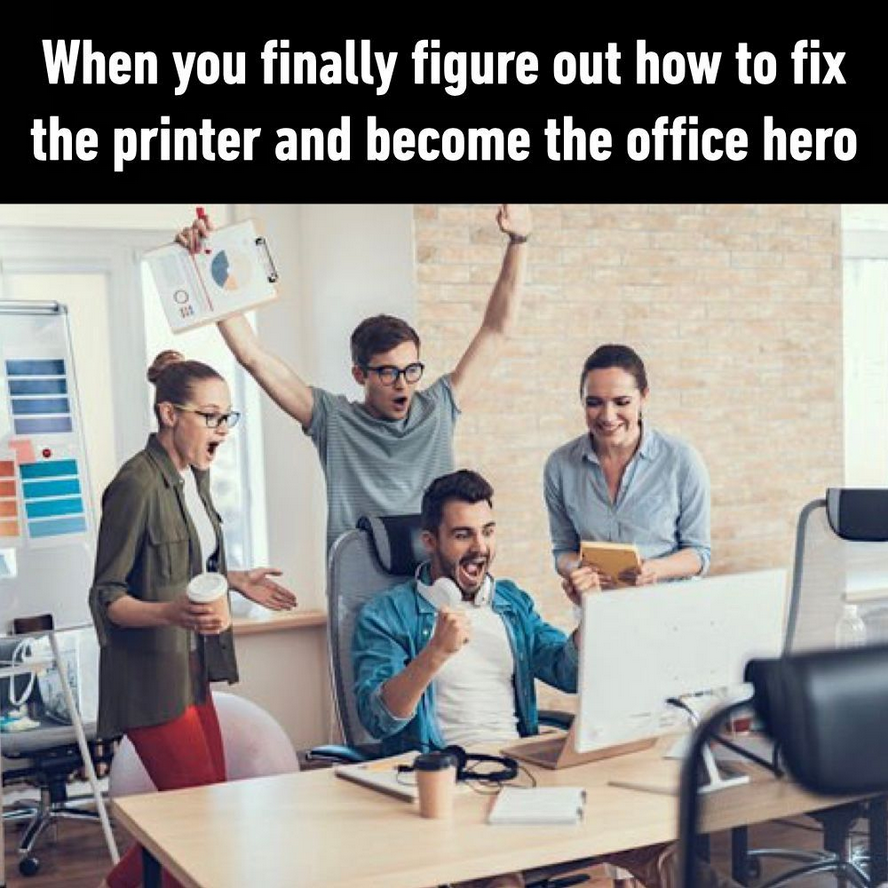 When you finally figure out how to fix
the printer and become the office hero